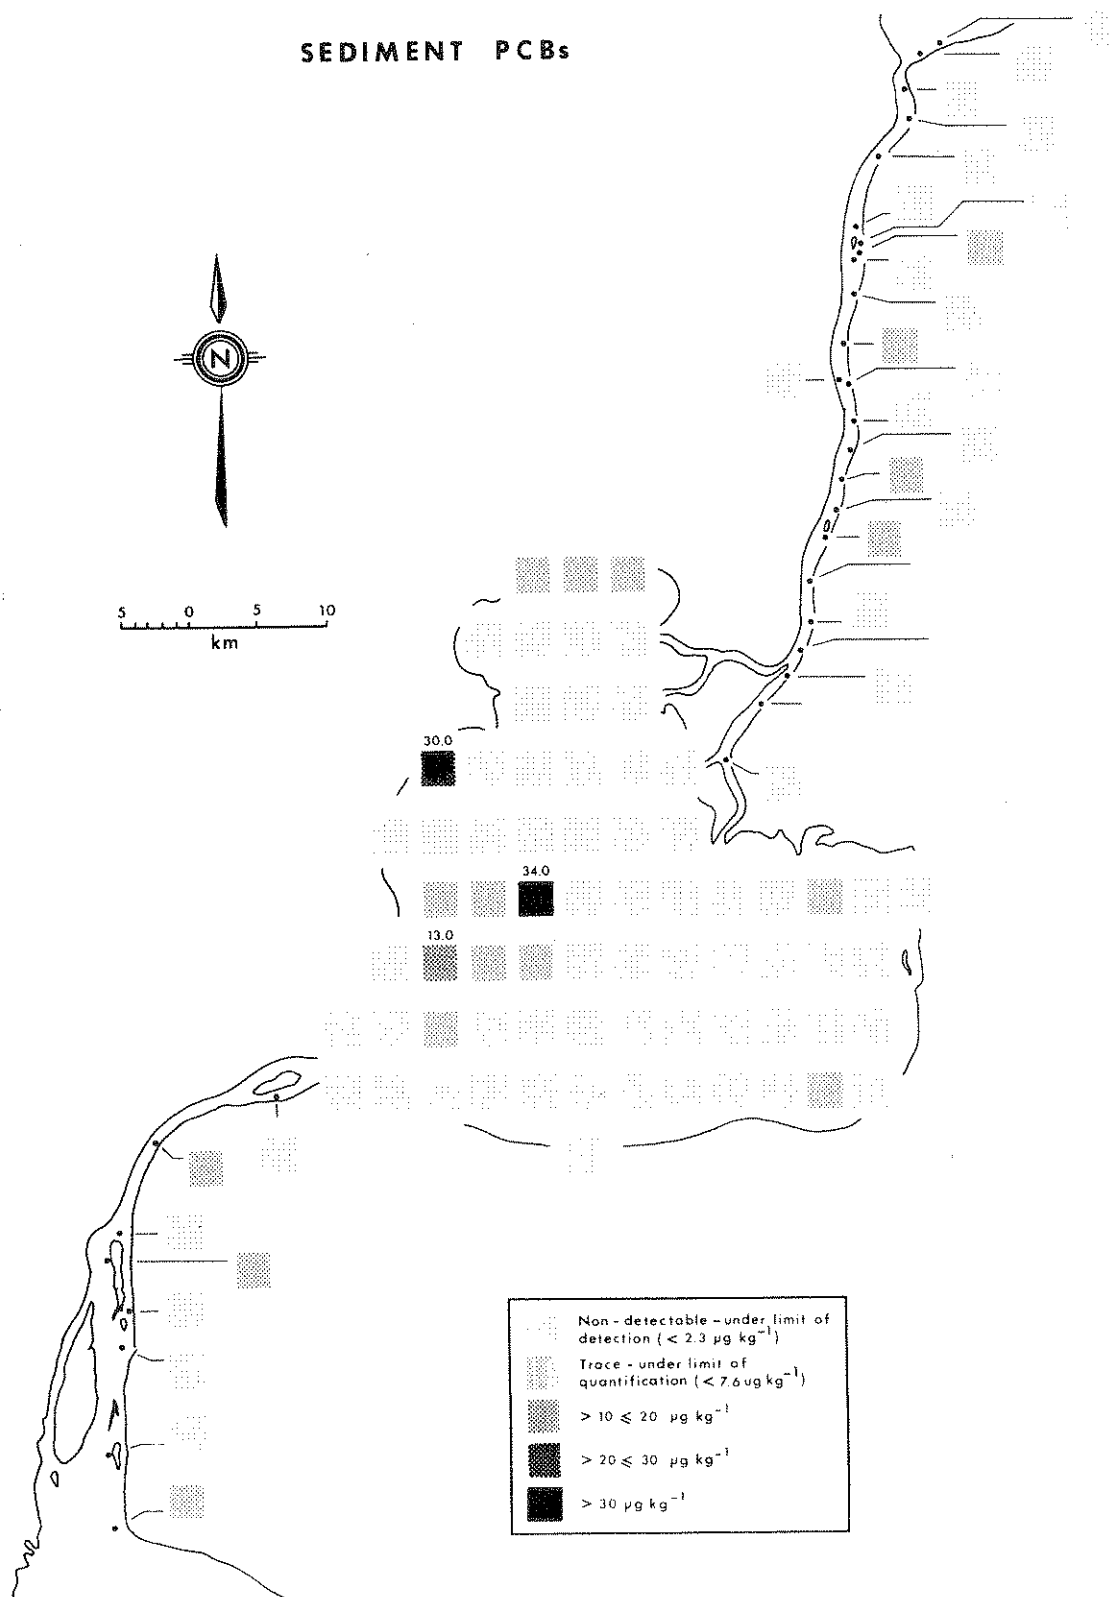 SEDIMENT PCBs
N
5 0 5 10
km
30.0
34.0
13.0
Non-detectable-under limit of
detection (< 2.3 µg kg⁻¹)
Trace - under limit of
quantification (< 7.6 ug kg⁻¹)
> 10 ⩽ 20 µg kg⁻¹
> 20 ⩽ 30 µg kg⁻¹
> 30 µg kg⁻¹